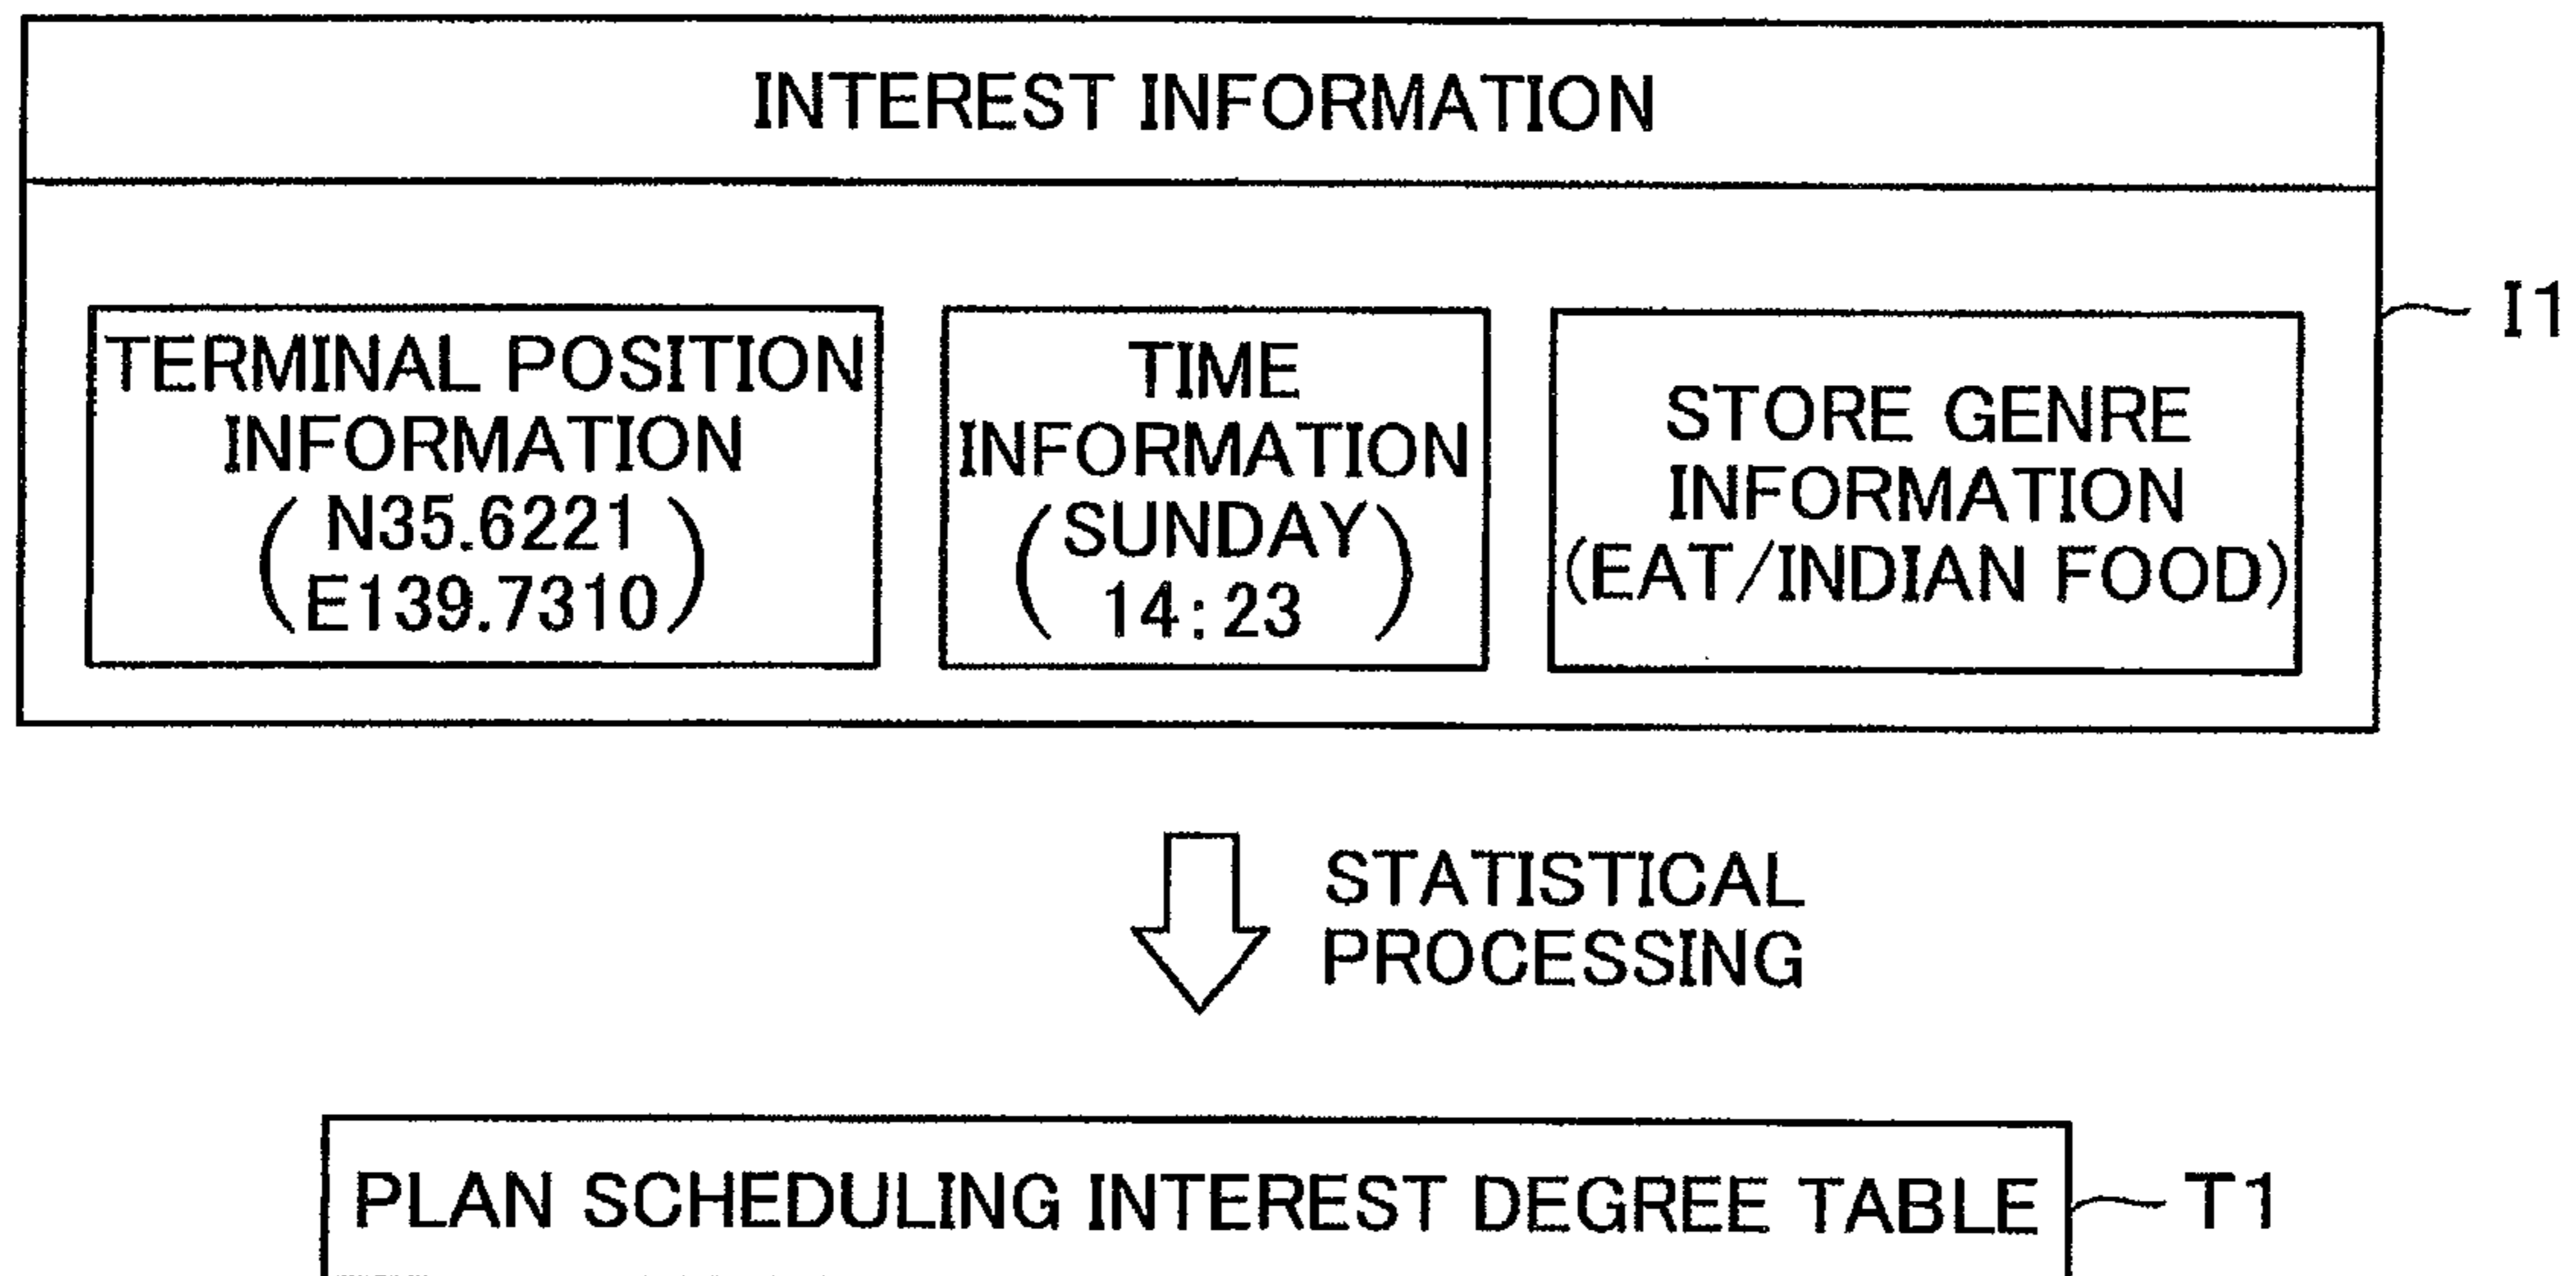 INTEREST INFORMATION
TERMINAL POSITION
INFORMATION
(N35.6221
E139.7310)
TIME
INFORMATION
(SUNDAY
14:23)
STORE GENRE
INFORMATION
(EAT/INDIAN FOOD)
I1
STATISTICAL
PROCESSING
PLAN SCHEDULING INTEREST DEGREE TABLE
T1